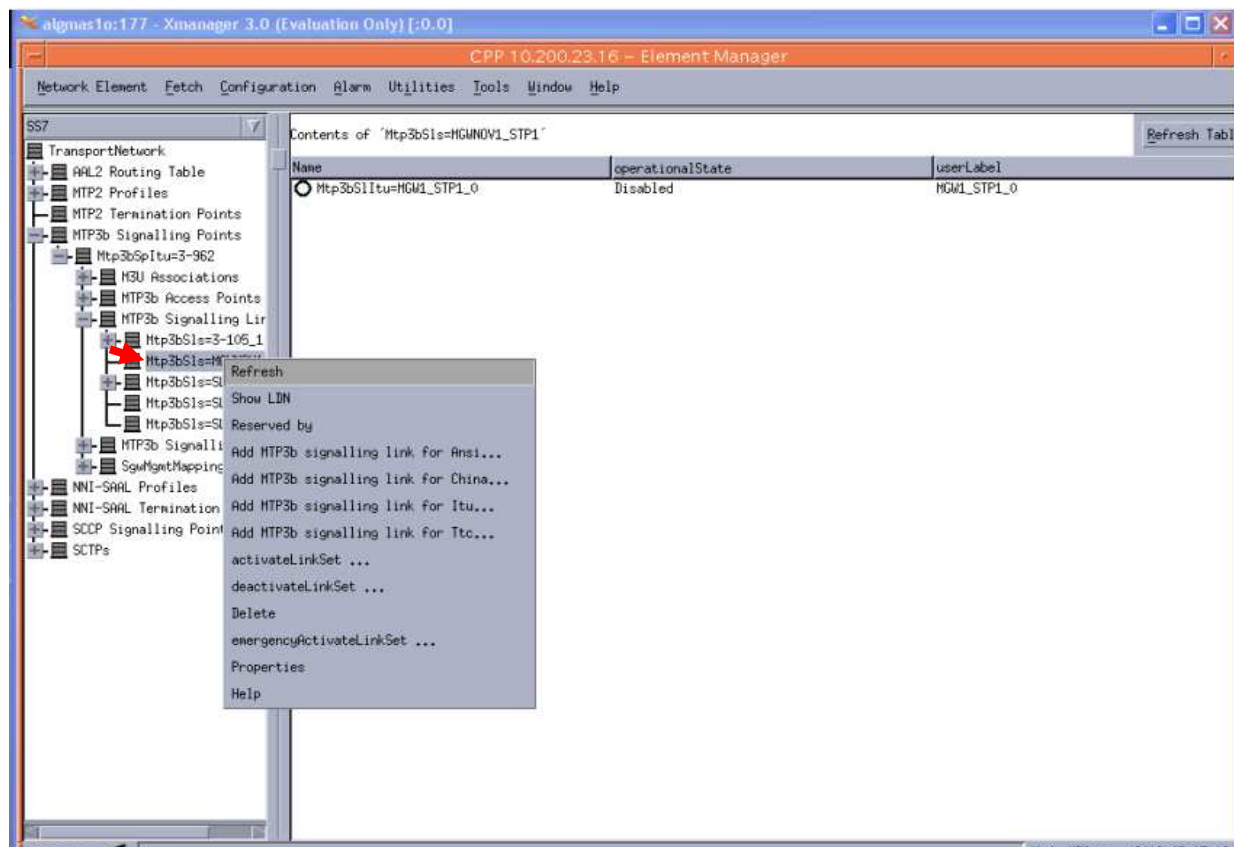 algmas1o:177 - Xmanager 3.0 (Evaluation Only) [:0.0]
CPP 10.200.23.16 – Element Manager
Network Element Fetch Configuration Alarm Utilities Tools Window Help
SS7
TransportNetwork
AAL2 Routing Table
MTP2 Profiles
MTP2 Termination Points
MTP3b Signalling Points
Mtp3bSpItu=3-962
M3U Associations
MTP3b Access Points
MTP3b Signalling Lin
Mtp3bSls=3-105_1
Mtp3bSls=
Mtp3bSls=SL
Mtp3bSls=SL
Mtp3bSls=SL
MTP3b Signalli
SgwMgmtMapping
NNI-SAAL Profiles
NNI-SAAL Termination
SCCP Signalling Point
SCTPs
Contents of ´Mtp3bSls=MGWNOV1_STP1´
Refresh Tabl
Name operationalState userLabel
Mtp3bSlItu=MGW1_STP1_0 Disabled MGW1_STP1_0
Refresh
Show LDN
Reserved by
Add MTP3b signalling link for Ansi...
Add MTP3b signalling link for China...
Add MTP3b signalling link for Itu...
Add MTP3b signalling link for Ttc...
activateLinkSet ...
deactivateLinkSet ...
Delete
emergencyActivateLinkSet ...
Properties
Help